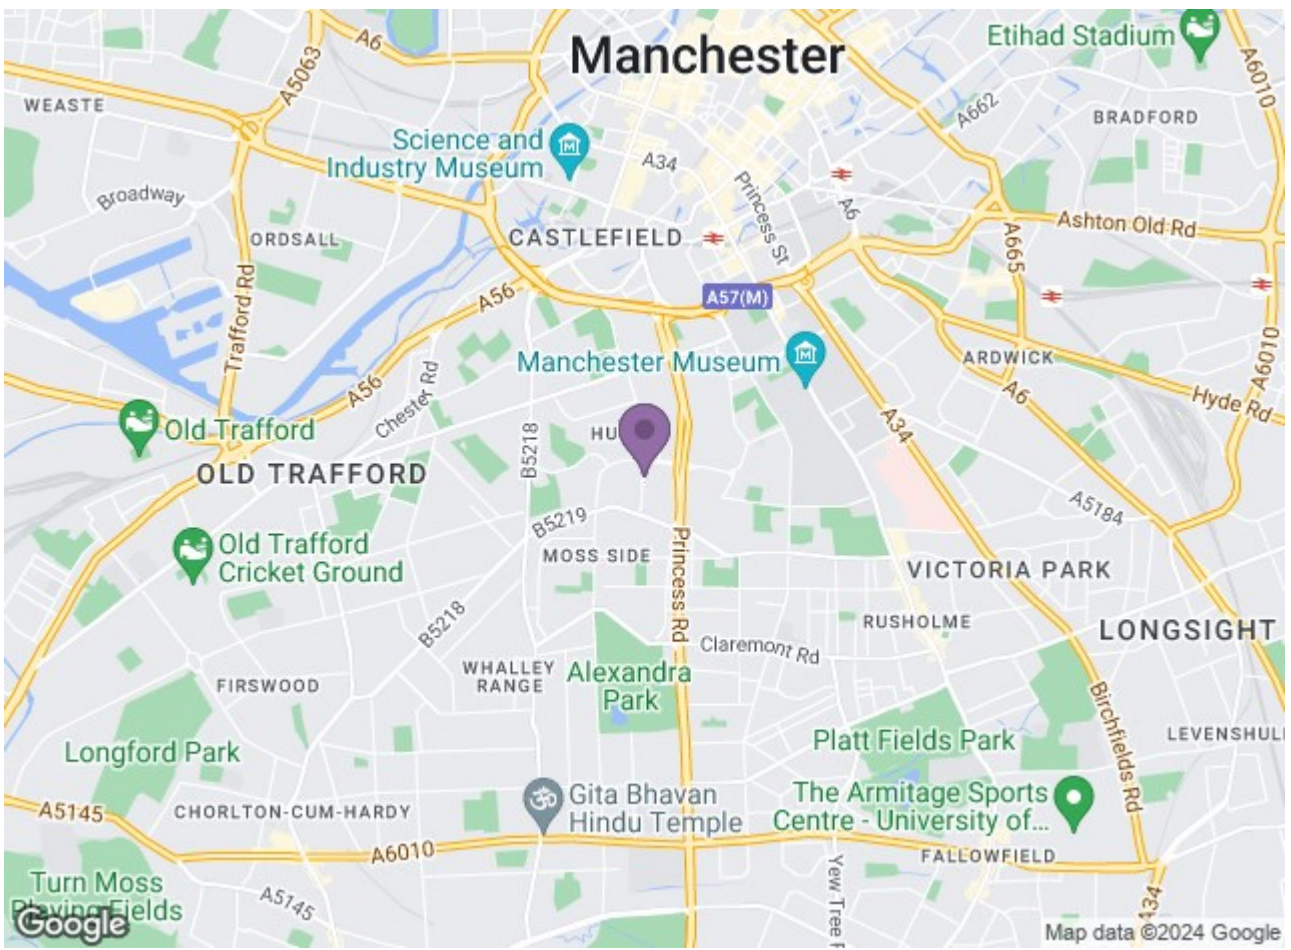 Manchester
Etihad Stadium
A6
A5063
A6010
WEASTE
A662
BRADFORD
Science and
Industry Museum
A34
Princess St
A6
Broadway
ORDSALL
CASTLEFIELD
Ashton Old Rd
A665
Trafford Rd
A56
A57(M)
Manchester Museum
ARDWICK
A6010
A6
A56
Chester Rd
Hyde Rd
Old Trafford
HU
B5218
A34
OLD TRAFFORD
A5184
B5219
Old Trafford
Cricket Ground
MOSS SIDE
Princess Rd
VICTORIA PARK
B5218
RUSHOLME
LONGSIGHT
Claremont Rd
WHALLEY
RANGE
Alexandra
Park
FIRSWOOD
Birchfields Rd
Longford Park
Platt Fields Park
LEVENSHUL
A5145
CHORLTON-CUM-HARDY
Gita Bhavan
Hindu Temple
The Armitage Sports
Centre - University of...
A6010
FALLOWFIELD
Yew Tree R
Turn Moss
Playing Fields
A5145
A34
Google
Map data ©2024 Google